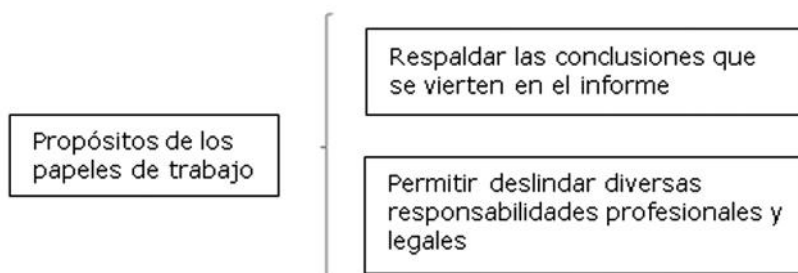 Propósitos de los
papeles de trabajo
Respaldar las conclusiones que
se vierten en el informe
Permitir deslindar diversas
responsabilidades profesionales y
legales